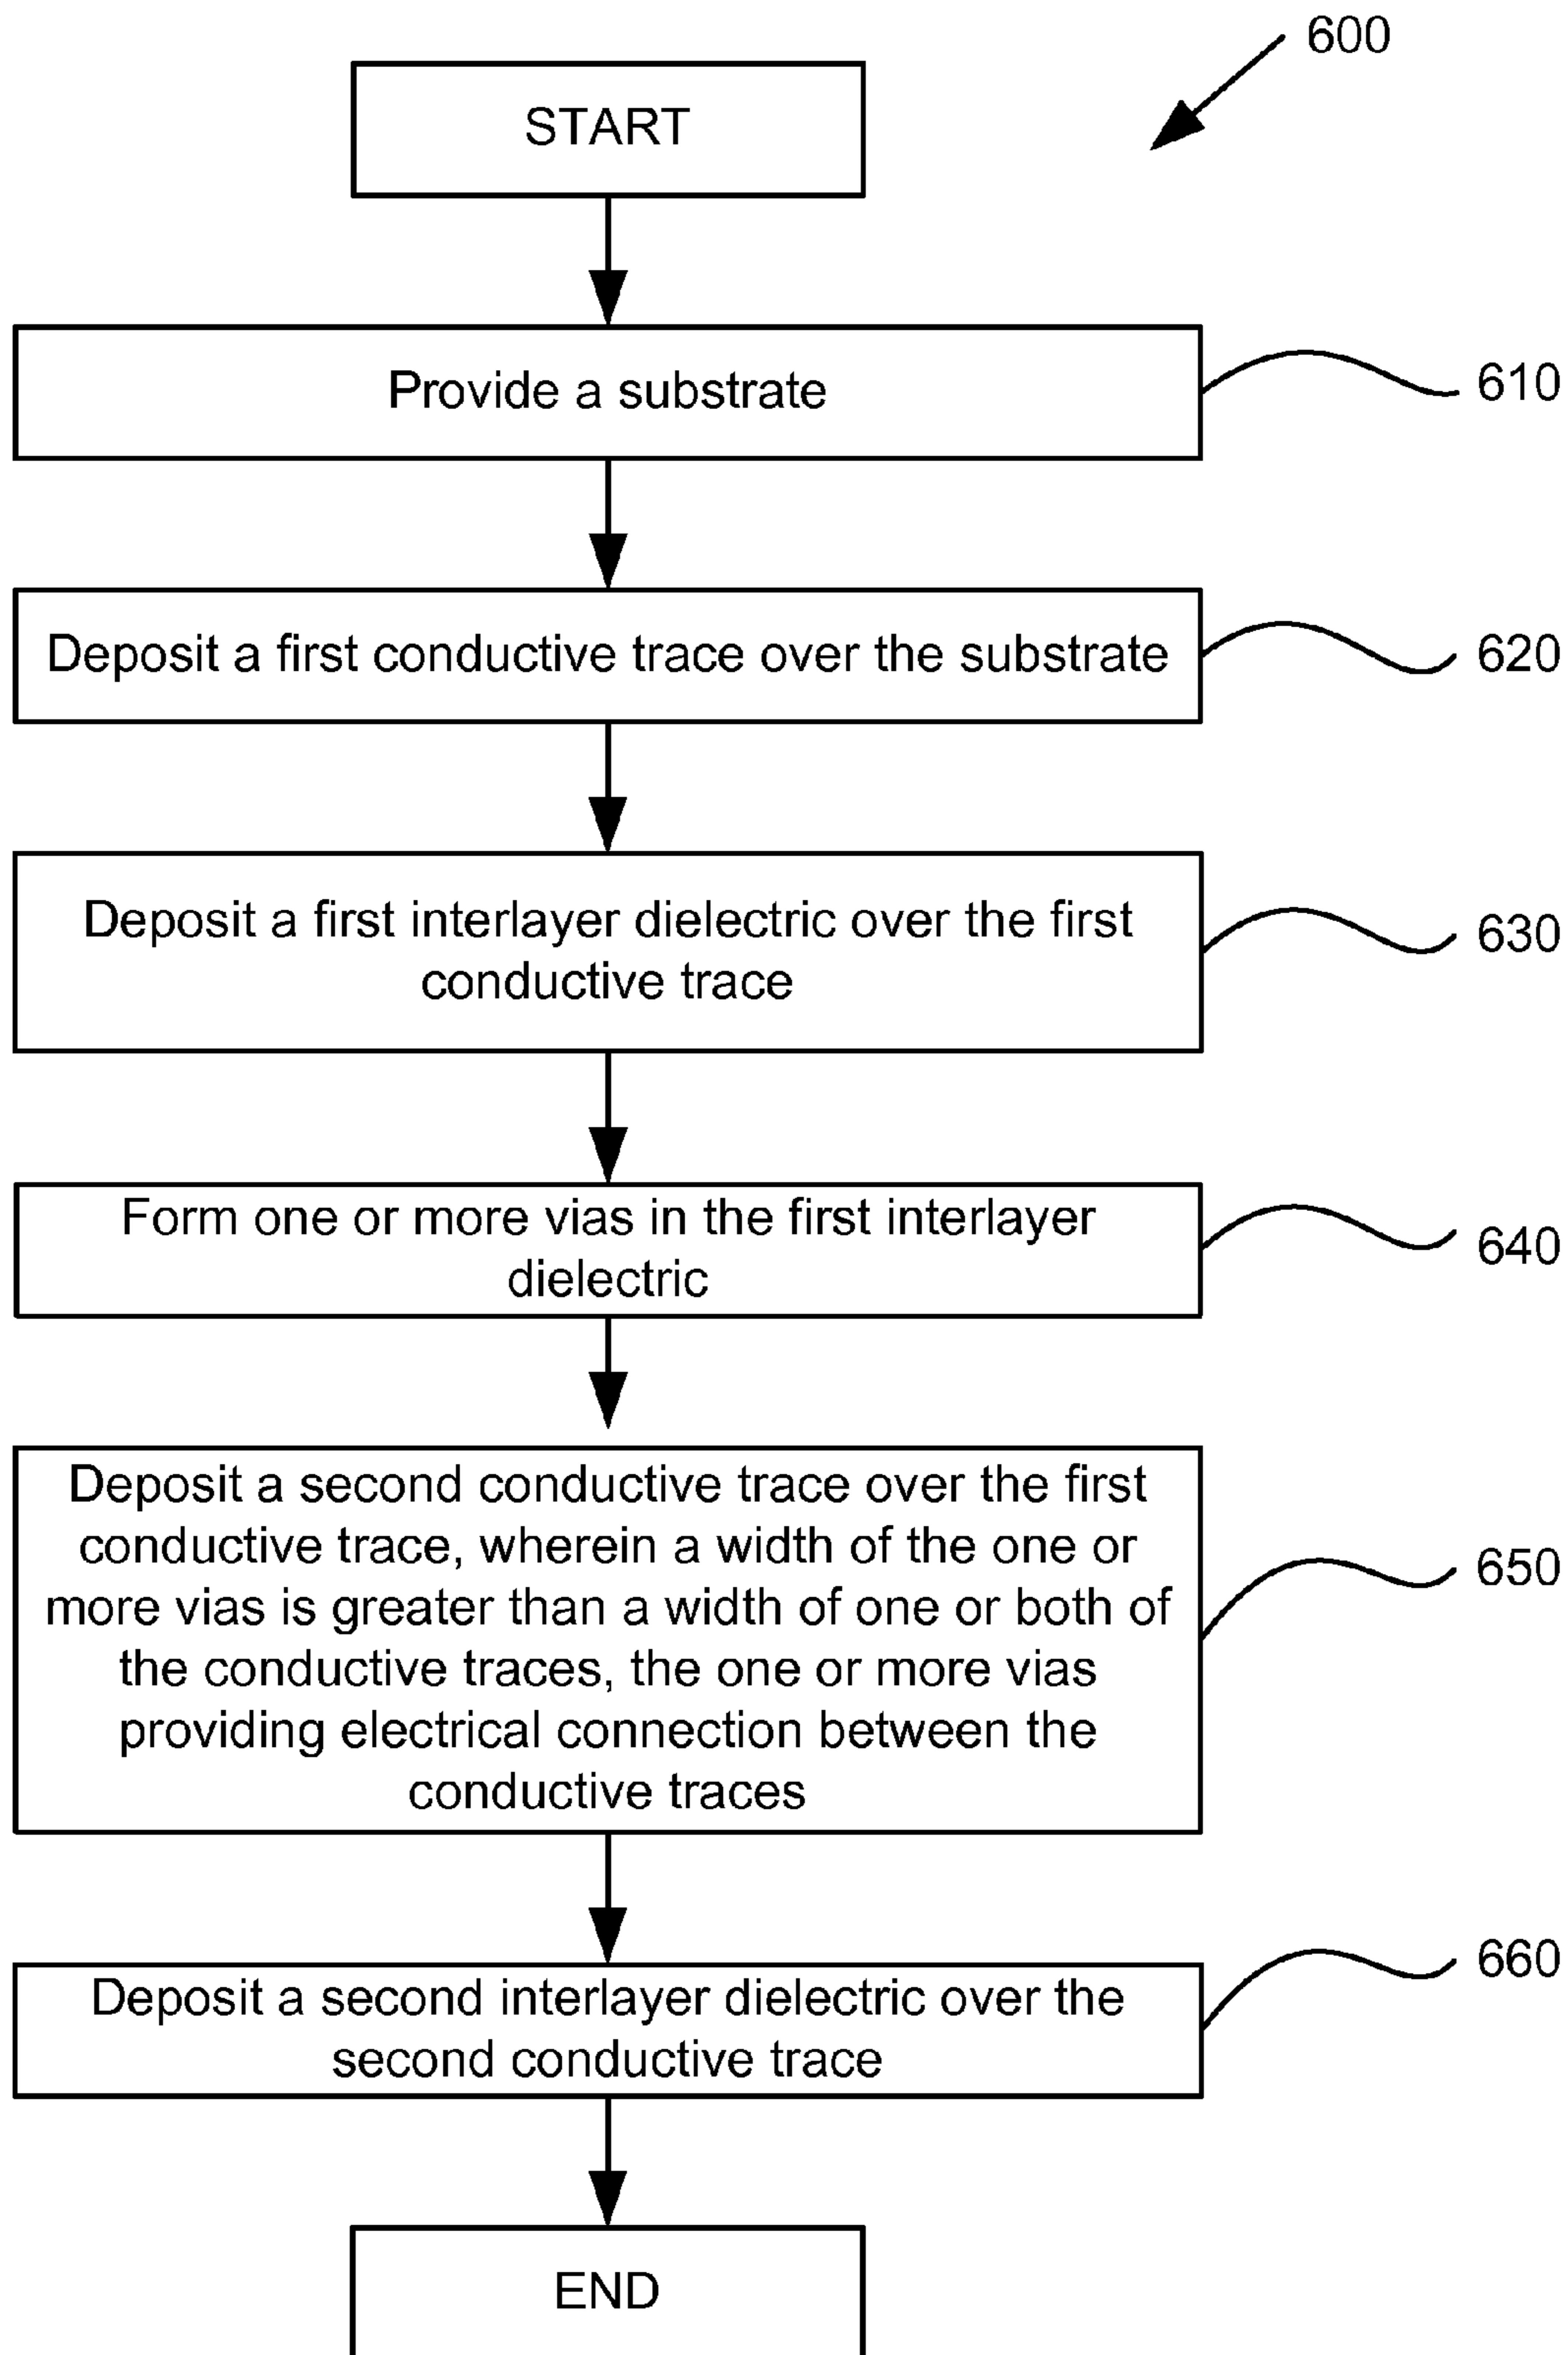 600
START
Provide a substrate
610
Deposit a first conductive trace over the substrate
620
Deposit a first interlayer dielectric over the first
conductive trace
630
Form one or more vias in the first interlayer
dielectric
640
Deposit a second conductive trace over the first
conductive trace, wherein a width of the one or
more vias is greater than a width of one or both of
the conductive traces, the one or more vias
providing electrical connection between the
conductive traces
650
Deposit a second interlayer dielectric over the
second conductive trace
660
END